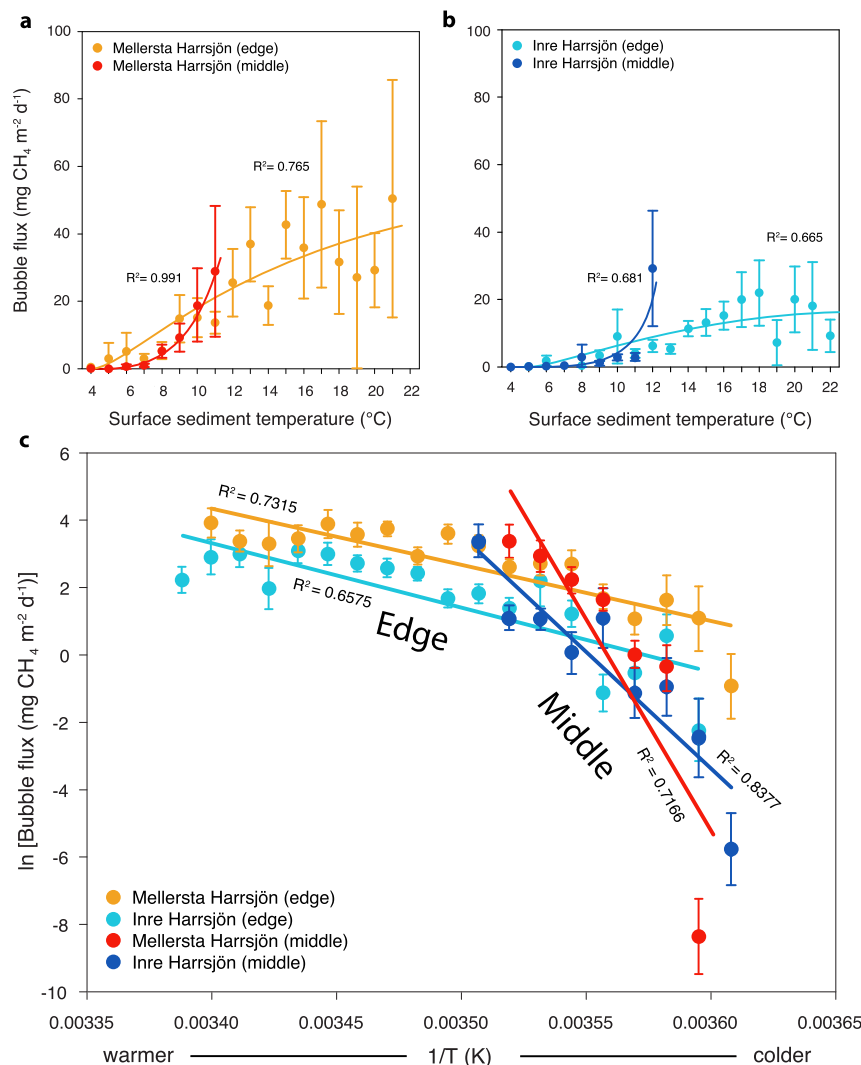 a
Mellersta Harrsjön (edge)
Mellersta Harrsjön (middle)
Bubble flux (mg CH4 m-2 d-1)
100
80
60
40
20
0
R2= 0.765
R2= 0.991
4 6 8 10 12 14 16 18 20 22
Surface sediment temperature (°C)
b
Inre Harrsjön (edge)
Inre Harrsjön (middle)
100
80
60
40
20
0
R2= 0.665
R2= 0.681
4 6 8 10 12 14 16 18 20 22
Surface sediment temperature (°C)
c
ln [Bubble flux (mg CH4 m-2 d-1)]
6
4
2
0
-2
-4
-6
-8
-10
R2= 0.7315
R2= 0.6575
Edge
Middle
R2= 0.7166
R2= 0.8377
Mellersta Harrsjön (edge)
Inre Harrsjön (edge)
Mellersta Harrsjön (middle)
Inre Harrsjön (middle)
0.00335 0.00340 0.00345 0.00350 0.00355 0.00360 0.00365
warmer 1/T (K) colder